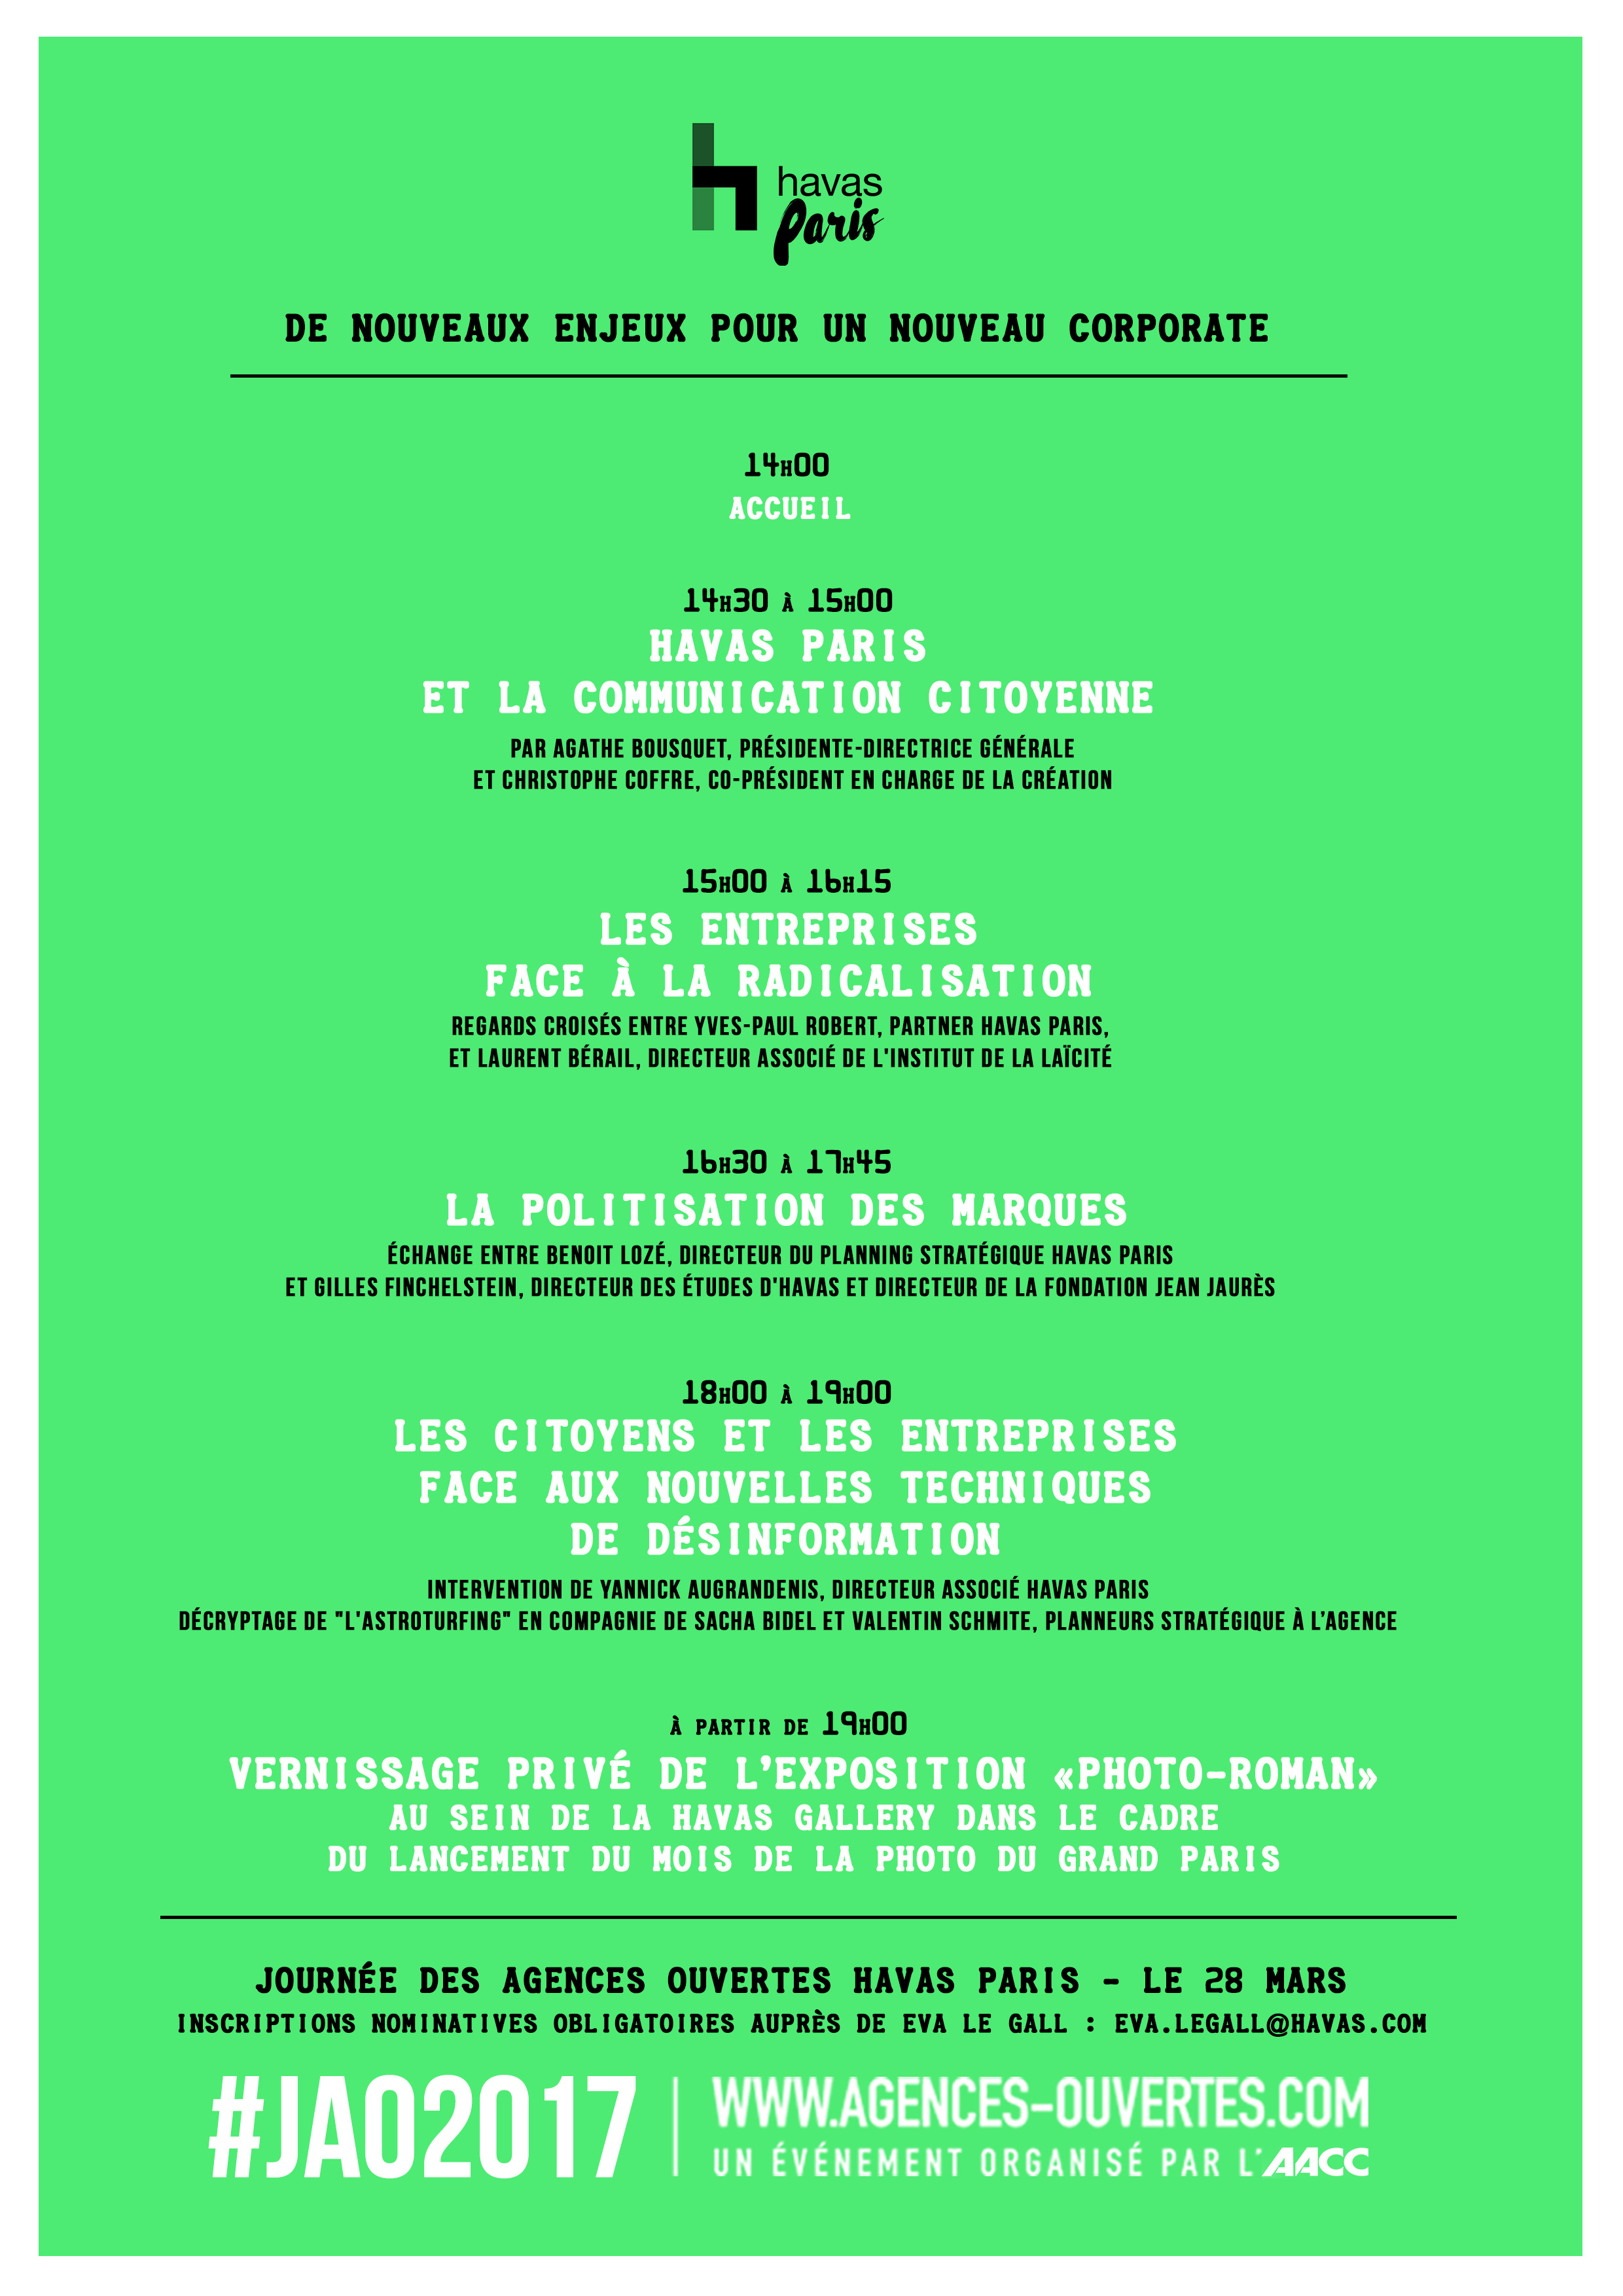 havas
Paris
DE NOUVEAUX ENJEUX POUR UN NOUVEAU CORPORATE
14H00
ACCUEIL
14H30 À 15H00
HAVAS PARIS
ET LA COMMUNICATION CITOYENNE
PAR AGATHE BOUSQUET, PRÉSIDENTE-DIRECTRICE GÉNÉRALE
ET CHRISTOPHE COFFRE, CO-PRÉSIDENT EN CHARGE DE LA CRÉATION
15H00 À 16H15
LES ENTREPRISES
FACE À LA RADICALISATION
REGARDS CROISÉS ENTRE YVES-PAUL ROBERT, PARTNER HAVAS PARIS,
ET LAURENT BÉRAIL, DIRECTEUR ASSOCIÉ DE L'INSTITUT DE LA LAÏCITÉ
16H30 À 17H45
LA POLITISATION DES MARQUES
ÉCHANGE ENTRE BENOIT LOZÉ, DIRECTEUR DU PLANNING STRATÉGIQUE HAVAS PARIS
ET GILLES FINCHELSTEIN, DIRECTEUR DES ÉTUDES D'HAVAS ET DIRECTEUR DE LA FONDATION JEAN JAURÈS
18H00 À 19H00
LES CITOYENS ET LES ENTREPRISES
FACE AUX NOUVELLES TECHNIQUES
DE DÉSINFORMATION
INTERVENTION DE YANNICK AUGRANDENIS, DIRECTEUR ASSOCIÉ HAVAS PARIS
DÉCRYPTAGE DE "L'ASTROTURFING" EN COMPAGNIE DE SACHA BIDEL ET VALENTIN SCHMITE, PLANNEURS STRATÉGIQUE À L’AGENCE
À PARTIR DE 19H00
VERNISSAGE PRIVÉ DE L’EXPOSITION «PHOTO-ROMAN»
AU SEIN DE LA HAVAS GALLERY DANS LE CADRE
DU LANCEMENT DU MOIS DE LA PHOTO DU GRAND PARIS
JOURNÉE DES AGENCES OUVERTES HAVAS PARIS - LE 28 MARS
INSCRIPTIONS NOMINATIVES OBLIGATOIRES AUPRÈS DE EVA LE GALL : EVA.LEGALL@HAVAS.COM
#JAO2017
WWW.AGENCES-OUVERTES.COM
UN ÉVÉNEMENT ORGANISÉ PAR L'AACC